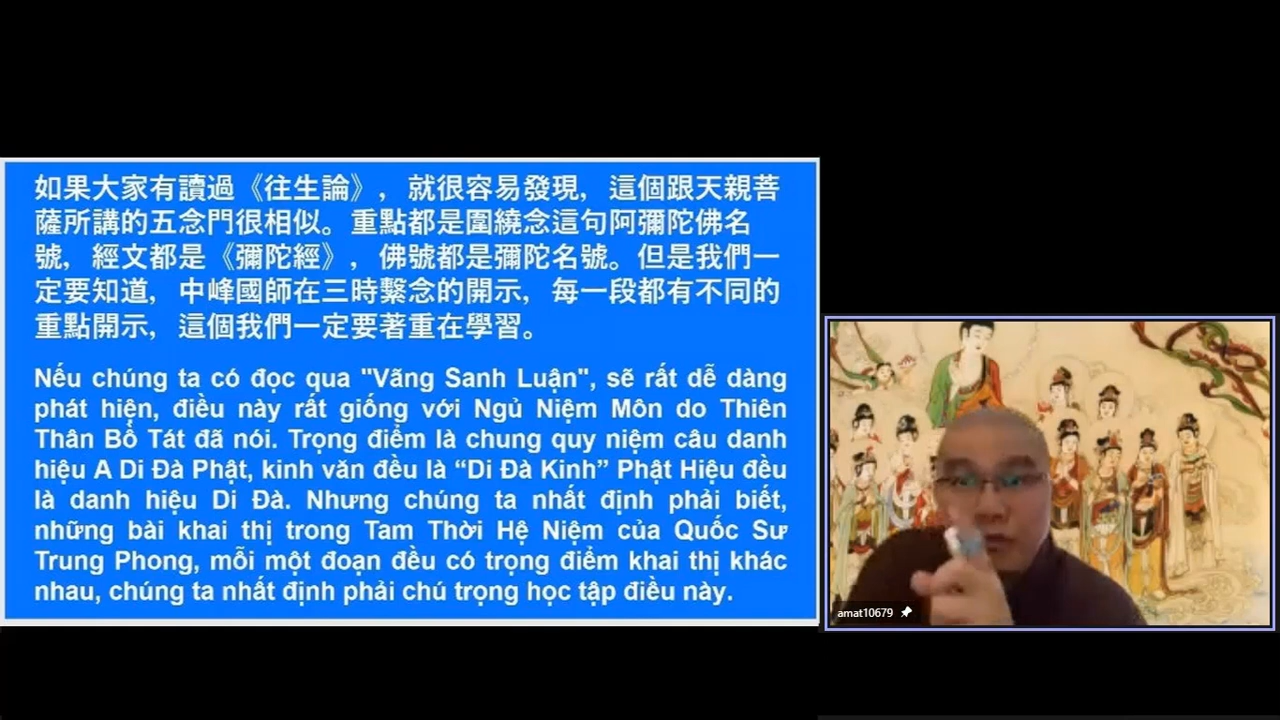 如果大家有讀過《往生論》，就很容易發現，這個跟天親菩
薩所講的五念門很相似。重點都是圍繞念這句阿彌陀佛名
號，經文都是《彌陀經》，佛號都是彌陀名號。但是我們一
定要知道，中峰國師在三時繫念的開示，每一段都有不同的
重點開示，這個我們一定要著重在學習。
Nếu chúng ta có đọc qua "Vãng Sanh Luận", sẽ rất dễ dàng
phát hiện, điều này rất giống với Ngủ Niệm Môn do Thiên
Thân Bồ Tát đã nói. Trọng điểm là chung quy niệm câu danh
hiệu A Di Đà Phật, kinh văn đều là “Di Đà Kinh” Phật Hiệu đều
là danh hiệu Di Đà. Nhưng chúng ta nhất định phải biết,
những bài khai thị trong Tam Thời Hệ Niệm của Quốc Sư
Trung Phong, mỗi một đoạn đều có trọng điểm khai thị khác
nhau, chúng ta nhất định phải chú trọng học tập điều này.
amat10679